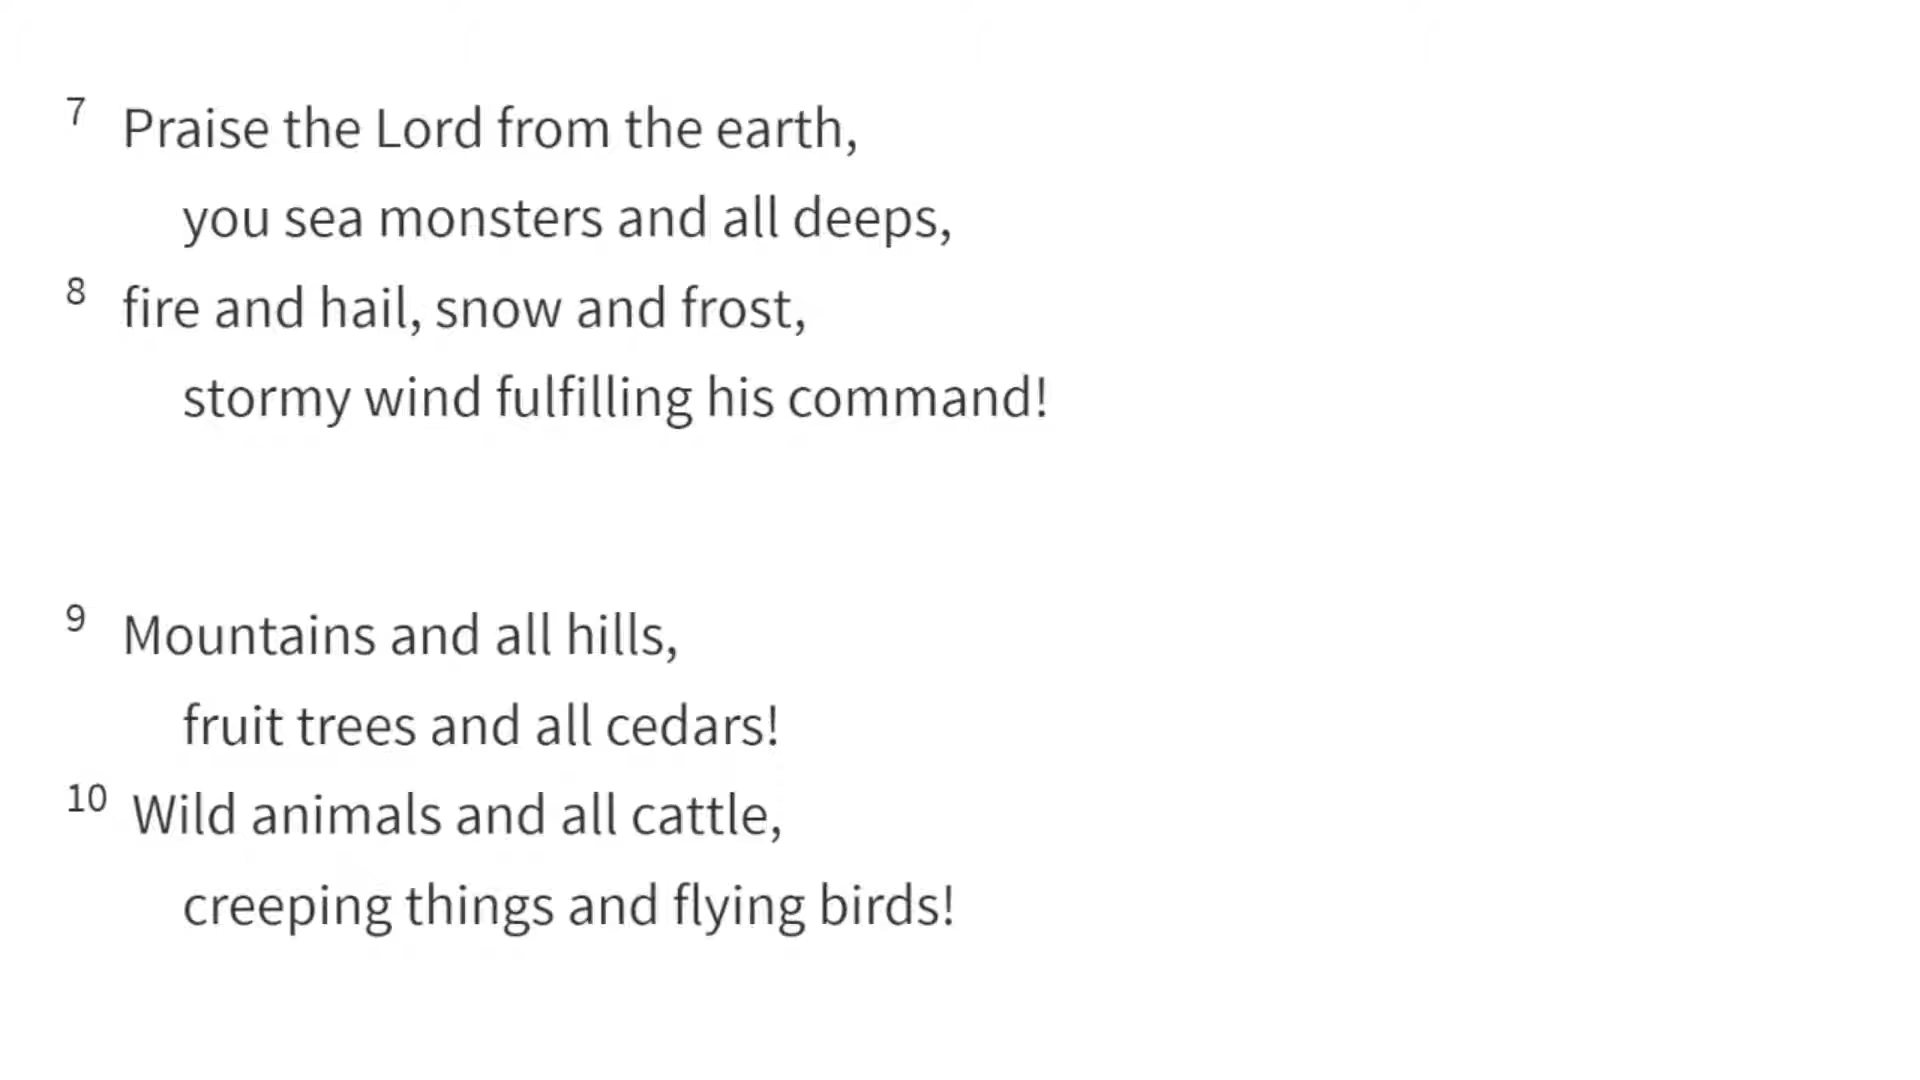 7 Praise the Lord from the earth,
you sea monsters and all deeps,
8 fire and hail, snow and frost,
stormy wind fulfilling his command!
9 Mountains and all hills,
fruit trees and all cedars!
10 Wild animals and all cattle,
creeping things and flying birds!